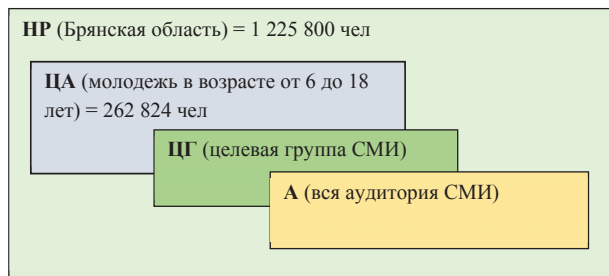 НР (Брянская область) = 1 225 800 чел
ЦА (молодежь в возрасте от 6 до 18
лет) = 262 824 чел
ЦГ (целевая группа СМИ)
А (вся аудитория СМИ)